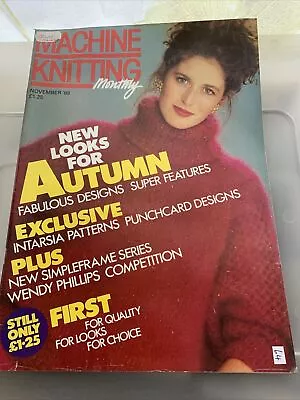 MACHINE
KNITTING
Monthly
NOVEMBER '89
£1·25
NEW
LOOKS
FOR
AUTUMN
FABULOUS DESIGNS SUPER FEATURES
EXCLUSIVE
INTARSIA PATTERNS PUNCHCARD DESIGNS
PLUS
NEW SIMPLEFRAME SERIES
WENDY PHILLIPS COMPETITION
STILL
ONLY
£1·25
FIRST
FOR QUALITY
FOR LOOKS
FOR CHOICE